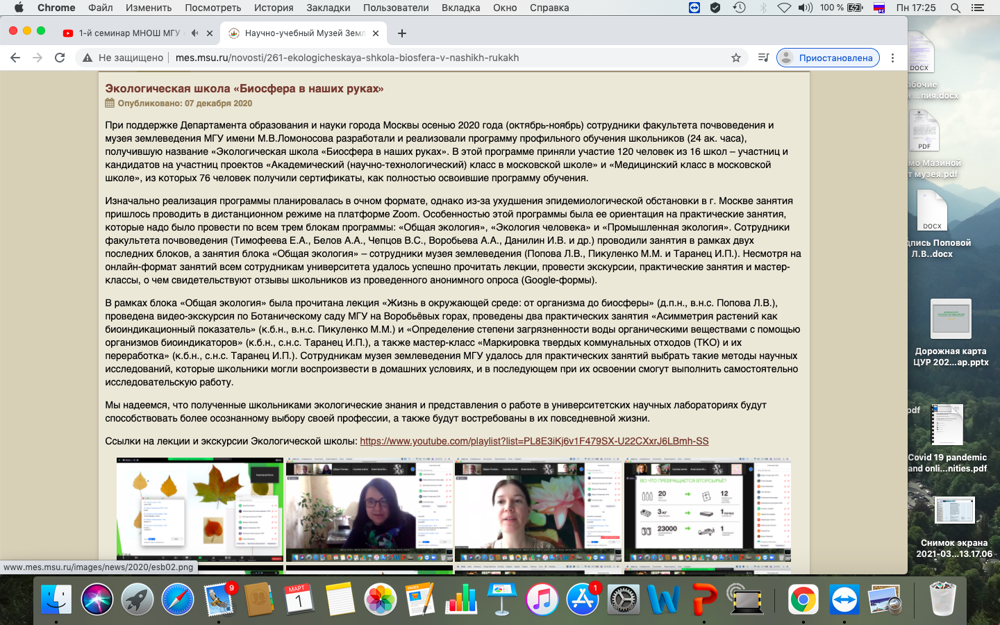 Chrome Файл Изменить Посмотреть История Закладки Пользователи Вкладка Окно Справка 100 % Пн 17:25
1-й семинар МНОШ МГУ
Научно-учебный Музей Земл
Не защищено mes.msu.ru/novosti/261-ekologicheskaya-shkola-biosfera-v-nashikh-rukakh Приостановлена
Экологическая школа «Биосфера в наших руках»
Опубликовано: 07 декабря 2020
При поддержке Департамента образования и науки города Москвы осенью 2020 года (октябрь-ноябрь) сотрудники факультета почвоведения и
музея землеведения МГУ имени М.В.Ломоносова разработали и реализовали программу профильного обучения школьников (24 ак. часа),
получившую название «Экологическая школа «Биосфера в наших руках». В этой программе приняли участие 120 человек из 16 школ – участниц и
кандидатов на участниц проектов «Академический (научно-технологический) класс в московской школе» и «Медицинский класс в московской
школе», из которых 76 человек получили сертификаты, как полностью освоившие программу обучения.
Изначально реализация программы планировалась в очном формате, однако из-за ухудшения эпидемиологической обстановки в г. Москве занятия
пришлось проводить в дистанционном режиме на платформе Zoom. Особенностью этой программы была ее ориентация на практические занятия,
которые надо было провести по всем трем блокам программы: «Общая экология», «Экология человека» и «Промышленная экология». Сотрудники
факультета почвоведения (Тимофеева Е.А., Белов А.А., Чепцов В.С., Воробьева А.А., Данилин И.В. и др.) проводили занятия в рамках двух
последних блоков, а занятия блока «Общая экология» – сотрудники музея землеведения (Попова Л.В., Пикуленко М.М. и Таранец И.П.). Несмотря на
онлайн-формат занятий всем сотрудникам университета удалось успешно прочитать лекции, провести экскурсии, практические занятия и мастер-
классы, о чем свидетельствуют отзывы школьников из проведенного анонимного опроса (Google-формы).
В рамках блока «Общая экология» была прочитана лекция «Жизнь в окружающей среде: от организма до биосферы» (д.п.н., в.н.с. Попова Л.В.),
проведена видео-экскурсия по Ботаническому саду МГУ на Воробьёвых горах, проведены два практических занятия «Асимметрия растений как
биоиндикационный показатель» (к.б.н., в.н.с. Пикуленко М.М.) и «Определение степени загрязненности воды органическими веществами с помощью
организмов биоиндикаторов» (к.б.н., с.н.с. Таранец И.П.), а также мастер-класс «Маркировка твердых коммунальных отходов (ТКО) и их
переработка» (к.б.н., с.н.с. Таранец И.П.). Сотрудникам музея землеведения МГУ удалось для практических занятий выбрать такие методы научных
исследований, которые школьники могли воспроизвести в домашних условиях, и в последующем при их освоении смогут выполнить самостоятельно
исследовательскую работу.
Мы надеемся, что полученные школьниками экологические знания и представления о работе в университетских научных лабораториях будут
способствовать более осознанному выбору своей профессии, а также будут востребованы в их повседневной жизни.
Ссылки на лекции и экскурсии Экологической школы: https://www.youtube.com/playlist?list=PL8E3iKj6v1F479SX-U22CXxrJ6LBmh-SS
ВО ЧТО ПРЕВРАЩАЕТСЯ ВТОРСЫРЬЁ?
20 12
3 кг 1
23000 1
www.mes.msu.ru/images/news/2020/esb02.png
DOCX
абочие
...пия.docx
PDF
мо Мазиной
т музея.pdf
DOCX
дпись Поповой
Л.В..docx
Дорожная карта
ЦУР 202...ар.pptx
pdf
Covid 19 pandemic
and onli...nities.pdf
Снимок экрана
2021-03...13.17.06
9
МАРТ
1
PAGES
1